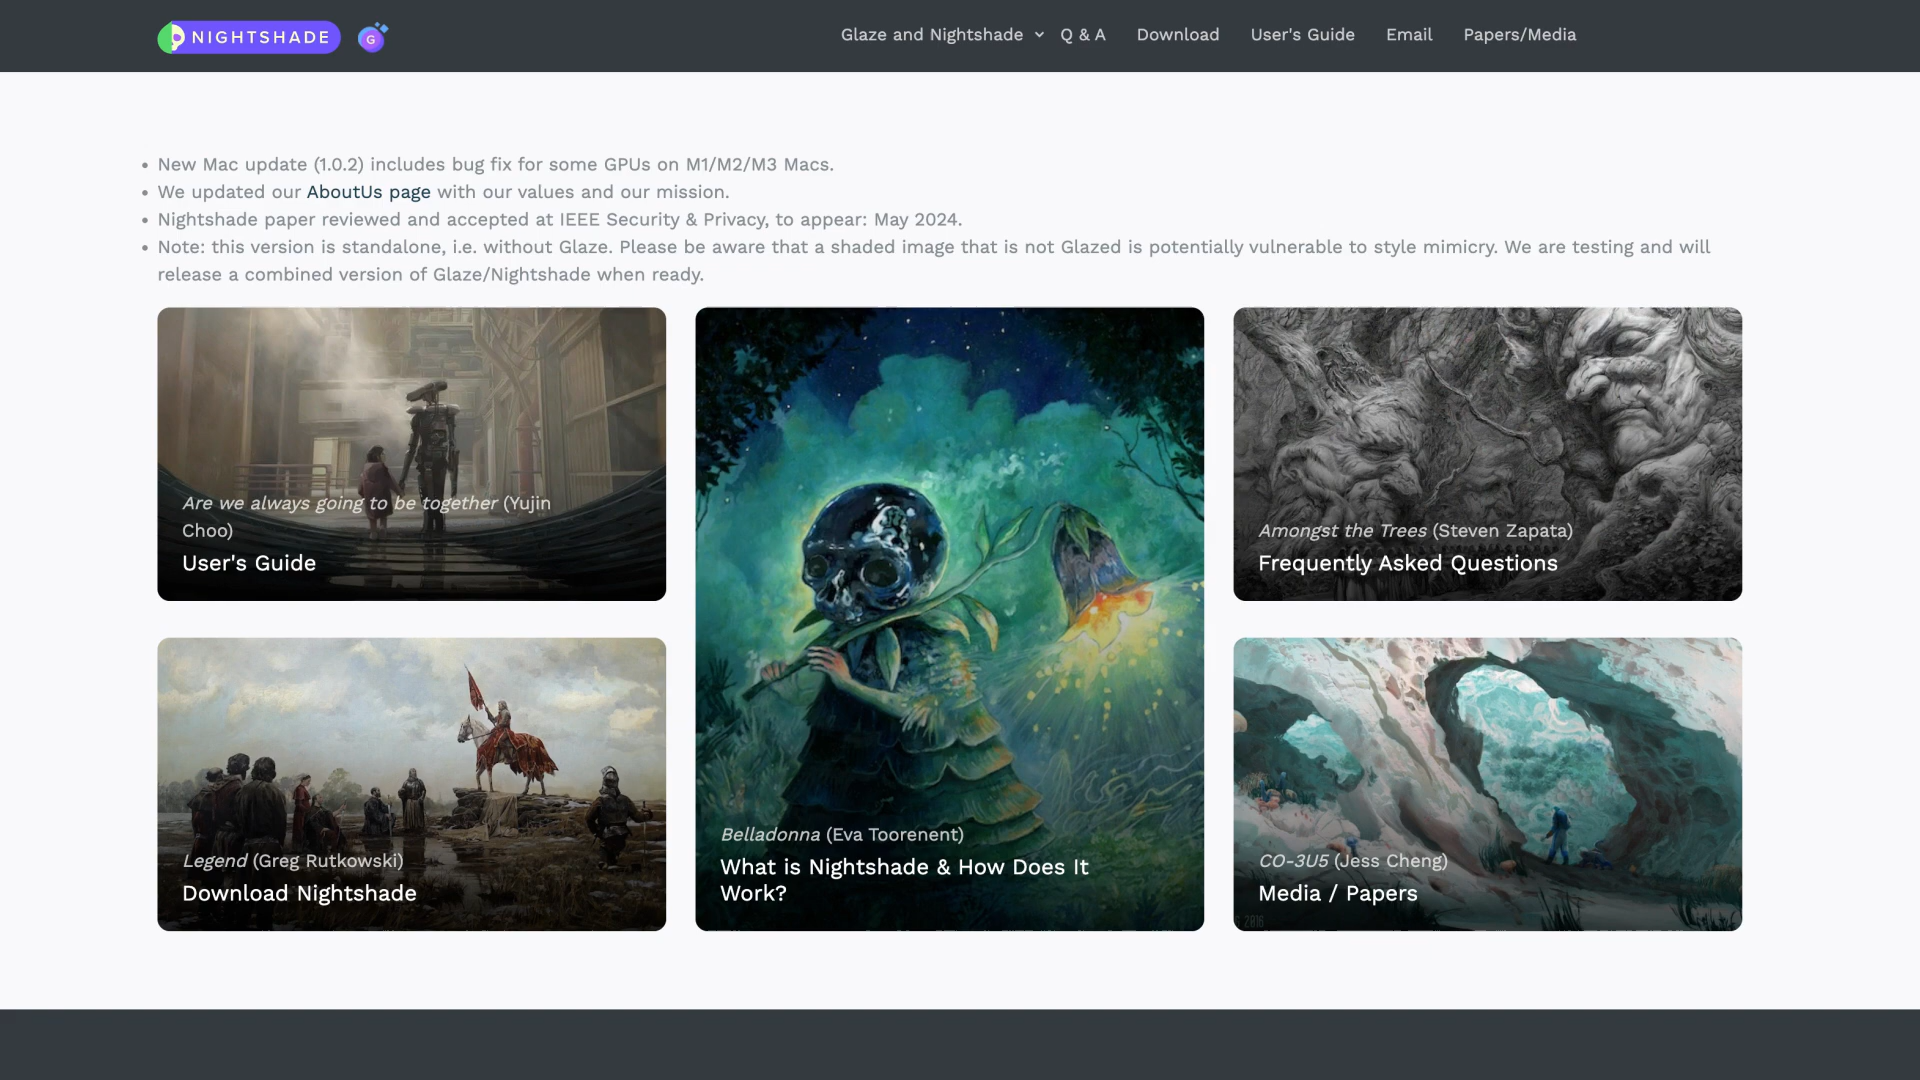 NIGHTSHADE
G
Glaze and Nightshade
Q & A
Download
User's Guide
Email
Papers/Media
• New Mac update (1.0.2) includes bug fix for some GPUs on M1/M2/M3 Macs.
• We updated our AboutUs page with our values and our mission.
• Nightshade paper reviewed and accepted at IEEE Security & Privacy, to appear: May 2024.
• Note: this version is standalone, i.e. without Glaze. Please be aware that a shaded image that is not Glazed is potentially vulnerable to style mimicry. We are testing and will
release a combined version of Glaze/Nightshade when ready.
Are we always going to be together (Yujin
Choo)
User's Guide
Legend (Greg Rutkowski)
Download Nightshade
Belladonna (Eva Toorenent)
What is Nightshade & How Does It
Work?
Amongst the Trees (Steven Zapata)
Frequently Asked Questions
CO-3U5 (Jess Cheng)
Media / Papers
2016